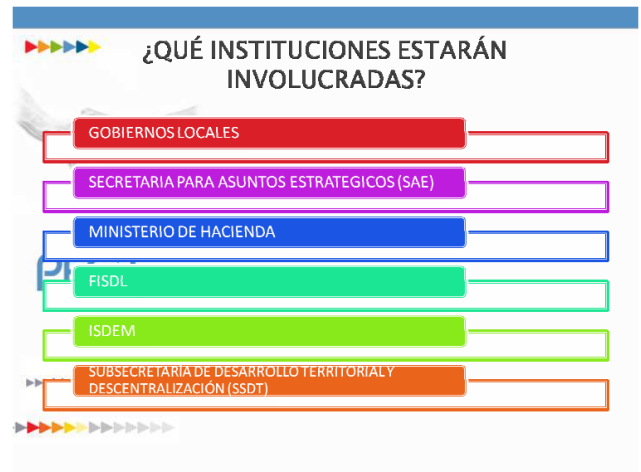 ¿QUÉ INSTITUCIONES ESTARÁN
INVOLUCRADAS?
GOBIERNOS LOCALES
SECRETARIA PARA ASUNTOS ESTRATEGICOS (SAE)
MINISTERIO DE HACIENDA
FISDL
ISDEM
SUBSECRETARÍA DE DESARROLLO TERRITORIAL Y
DESCENTRALIZACIÓN (SSDT)